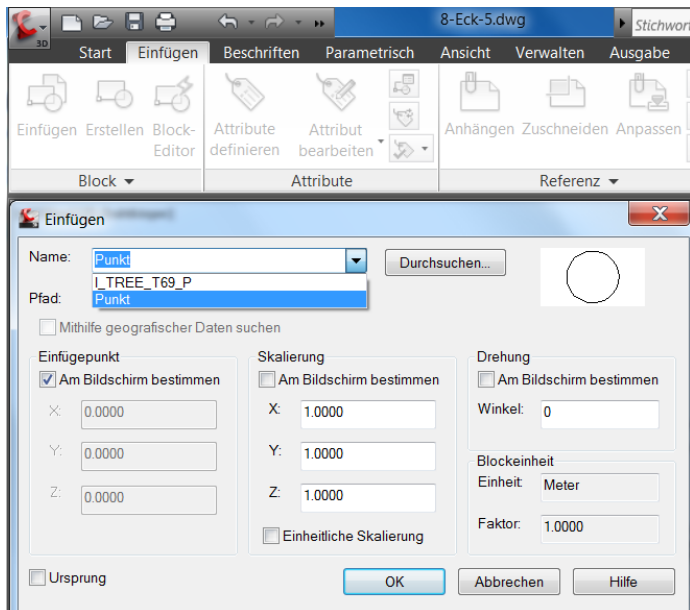 8-Eck-5.dwg Stichwort
3D
Start Einfügen Beschriften Parametrisch Ansicht Verwalten Ausgabe
Einfügen Erstellen Block-Editor Attribute definieren Attribut bearbeiten Anhängen Zuschneiden Anpassen
Block Attribute Referenz
Einfügen
Name: Punkt Durchsuchen...
I_TREE_T69_P
Pfad: Punkt
Mithilfe geografischer Daten suchen
Einfügepunkt Skalierung Drehung
Am Bildschirm bestimmen Am Bildschirm bestimmen Am Bildschirm bestimmen
X: 0.0000 X: 1.0000 Winkel: 0
Y: 0.0000 Y: 1.0000 Blockeinheit
Z: 0.0000 Z: 1.0000 Einheit: Meter
Einheitliche Skalierung Faktor: 1.0000
Ursprung OK Abbrechen Hilfe